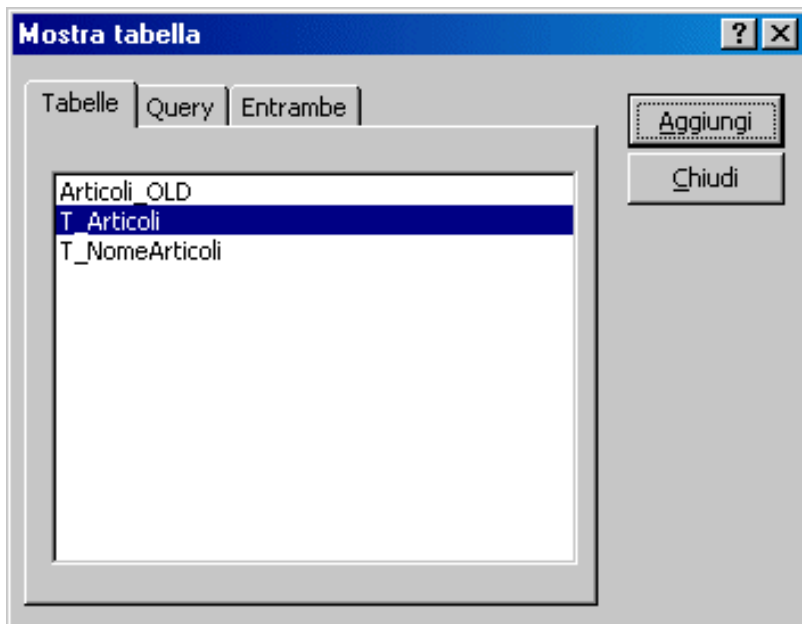 Mostra tabella
Tabelle Query Entrambe
Aggiungi
Chiudi
Articoli_OLD
T_Articoli
T_NomeArticoli